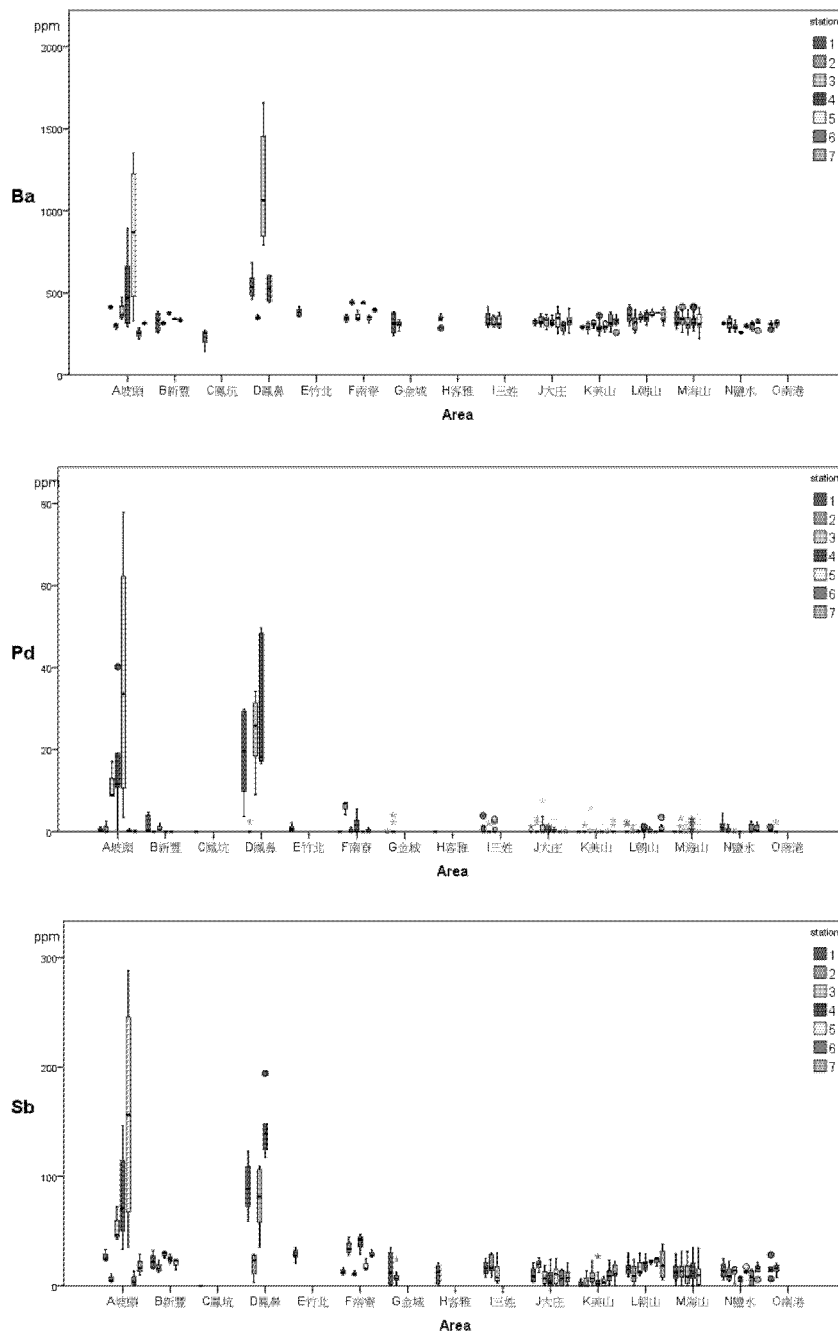 ppm
station
1
2
3
4
5
6
7
2000
1500
Ba
1000
500
0
A坡頭 B新豐 C鳳坑 D鳳鼻 E竹北 F南寮 G金城 H客雅 I三姓 J大庄 K美山 L朝山 M海山 N鹽水 O南港
Area
ppm
station
1
2
3
4
5
6
7
80
60
Pd
40
20
0
A坡頭 B新豐 C鳳坑 D鳳鼻 E竹北 F南寮 G金城 H客雅 I三姓 J大庄 K美山 L朝山 M海山 N鹽水 O南港
Area
ppm
station
1
2
3
4
5
6
7
300
200
Sb
100
0
A坡頭 B新豐 C鳳坑 D鳳鼻 E竹北 F南寮 G金城 H客雅 I三姓 J大庄 K美山 L朝山 M海山 N鹽水 O南港
Area